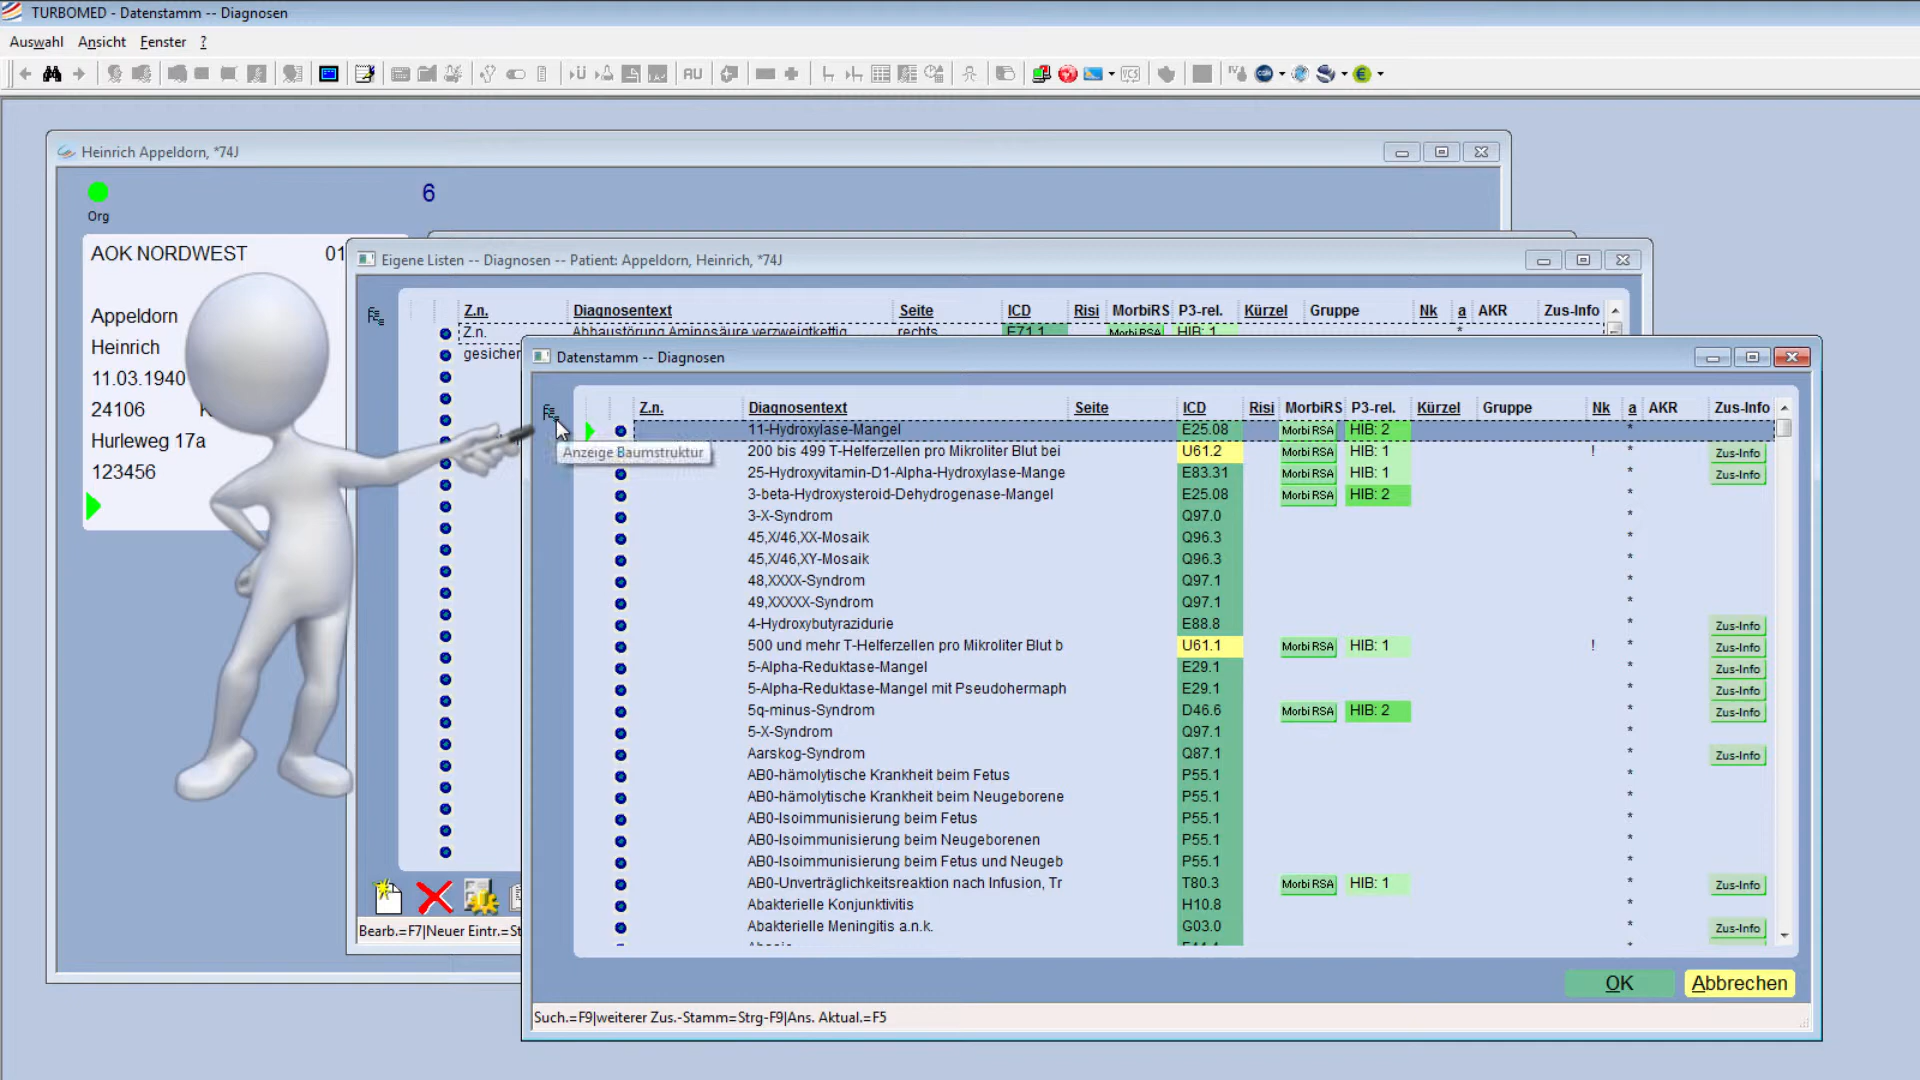 TURBOMED - Datenstamm -- Diagnosen
Auswahl Ansicht Fenster ?
AU
VCS
Heinrich Appeldorn, *74J
6
Org
AOK NORDWEST 01
Appeldorn
Heinrich
11.03.1940
24106
Hurleweg 17a
123456
Eigene Listen -- Diagnosen -- Patient: Appeldorn, Heinrich, *74J
Z.n. Diagnosentext Seite ICD Risi MorbiRS P3-rel. Kürzel Gruppe Nk a AKR Zus-Info
Z.n. Abbaustörung Aminosäure verzweigtkettig rechts E71.1 Morbi RSA HIB: 1 *
gesicher
Bearb.=F7|Neuer Eintr.=St
Datenstamm -- Diagnosen
Z.n. Diagnosentext Seite ICD Risi MorbiRS P3-rel. Kürzel Gruppe Nk a AKR Zus-Info
11-Hydroxylase-Mangel E25.08 Morbi RSA HIB: 2 *
Anzeige Baumstruktur
200 bis 499 T-Helferzellen pro Mikroliter Blut bei U61.2 Morbi RSA HIB: 1 ! * Zus-Info
25-Hydroxyvitamin-D1-Alpha-Hydroxylase-Mange E83.31 Morbi RSA HIB: 1 * Zus-Info
3-beta-Hydroxysteroid-Dehydrogenase-Mangel E25.08 Morbi RSA HIB: 2 *
3-X-Syndrom Q97.0 *
45,X/46,XX-Mosaik Q96.3 *
45,X/46,XY-Mosaik Q96.3 *
48,XXXX-Syndrom Q97.1 *
49,XXXXX-Syndrom Q97.1 *
4-Hydroxybutyrazidurie E88.8 * Zus-Info
500 und mehr T-Helferzellen pro Mikroliter Blut b U61.1 Morbi RSA HIB: 1 ! * Zus-Info
5-Alpha-Reduktase-Mangel E29.1 * Zus-Info
5-Alpha-Reduktase-Mangel mit Pseudohermaph E29.1 * Zus-Info
5q-minus-Syndrom D46.6 Morbi RSA HIB: 2 * Zus-Info
5-X-Syndrom Q97.1 *
Aarskog-Syndrom Q87.1 * Zus-Info
AB0-hämolytische Krankheit beim Fetus P55.1 *
AB0-hämolytische Krankheit beim Neugeborene P55.1 *
AB0-Isoimmunisierung beim Fetus P55.1 *
AB0-Isoimmunisierung beim Neugeborenen P55.1 *
AB0-Isoimmunisierung beim Fetus und Neugeb P55.1 *
AB0-Unverträglichkeitsreaktion nach Infusion, Tr T80.3 Morbi RSA HIB: 1 * Zus-Info
Abakterielle Konjunktivitis H10.8 *
Abakterielle Meningitis a.n.k. G03.0 * Zus-Info
OK Abbrechen
Such.=F9|weiterer Zus.-Stamm=Strg-F9|Ans. Aktual.=F5